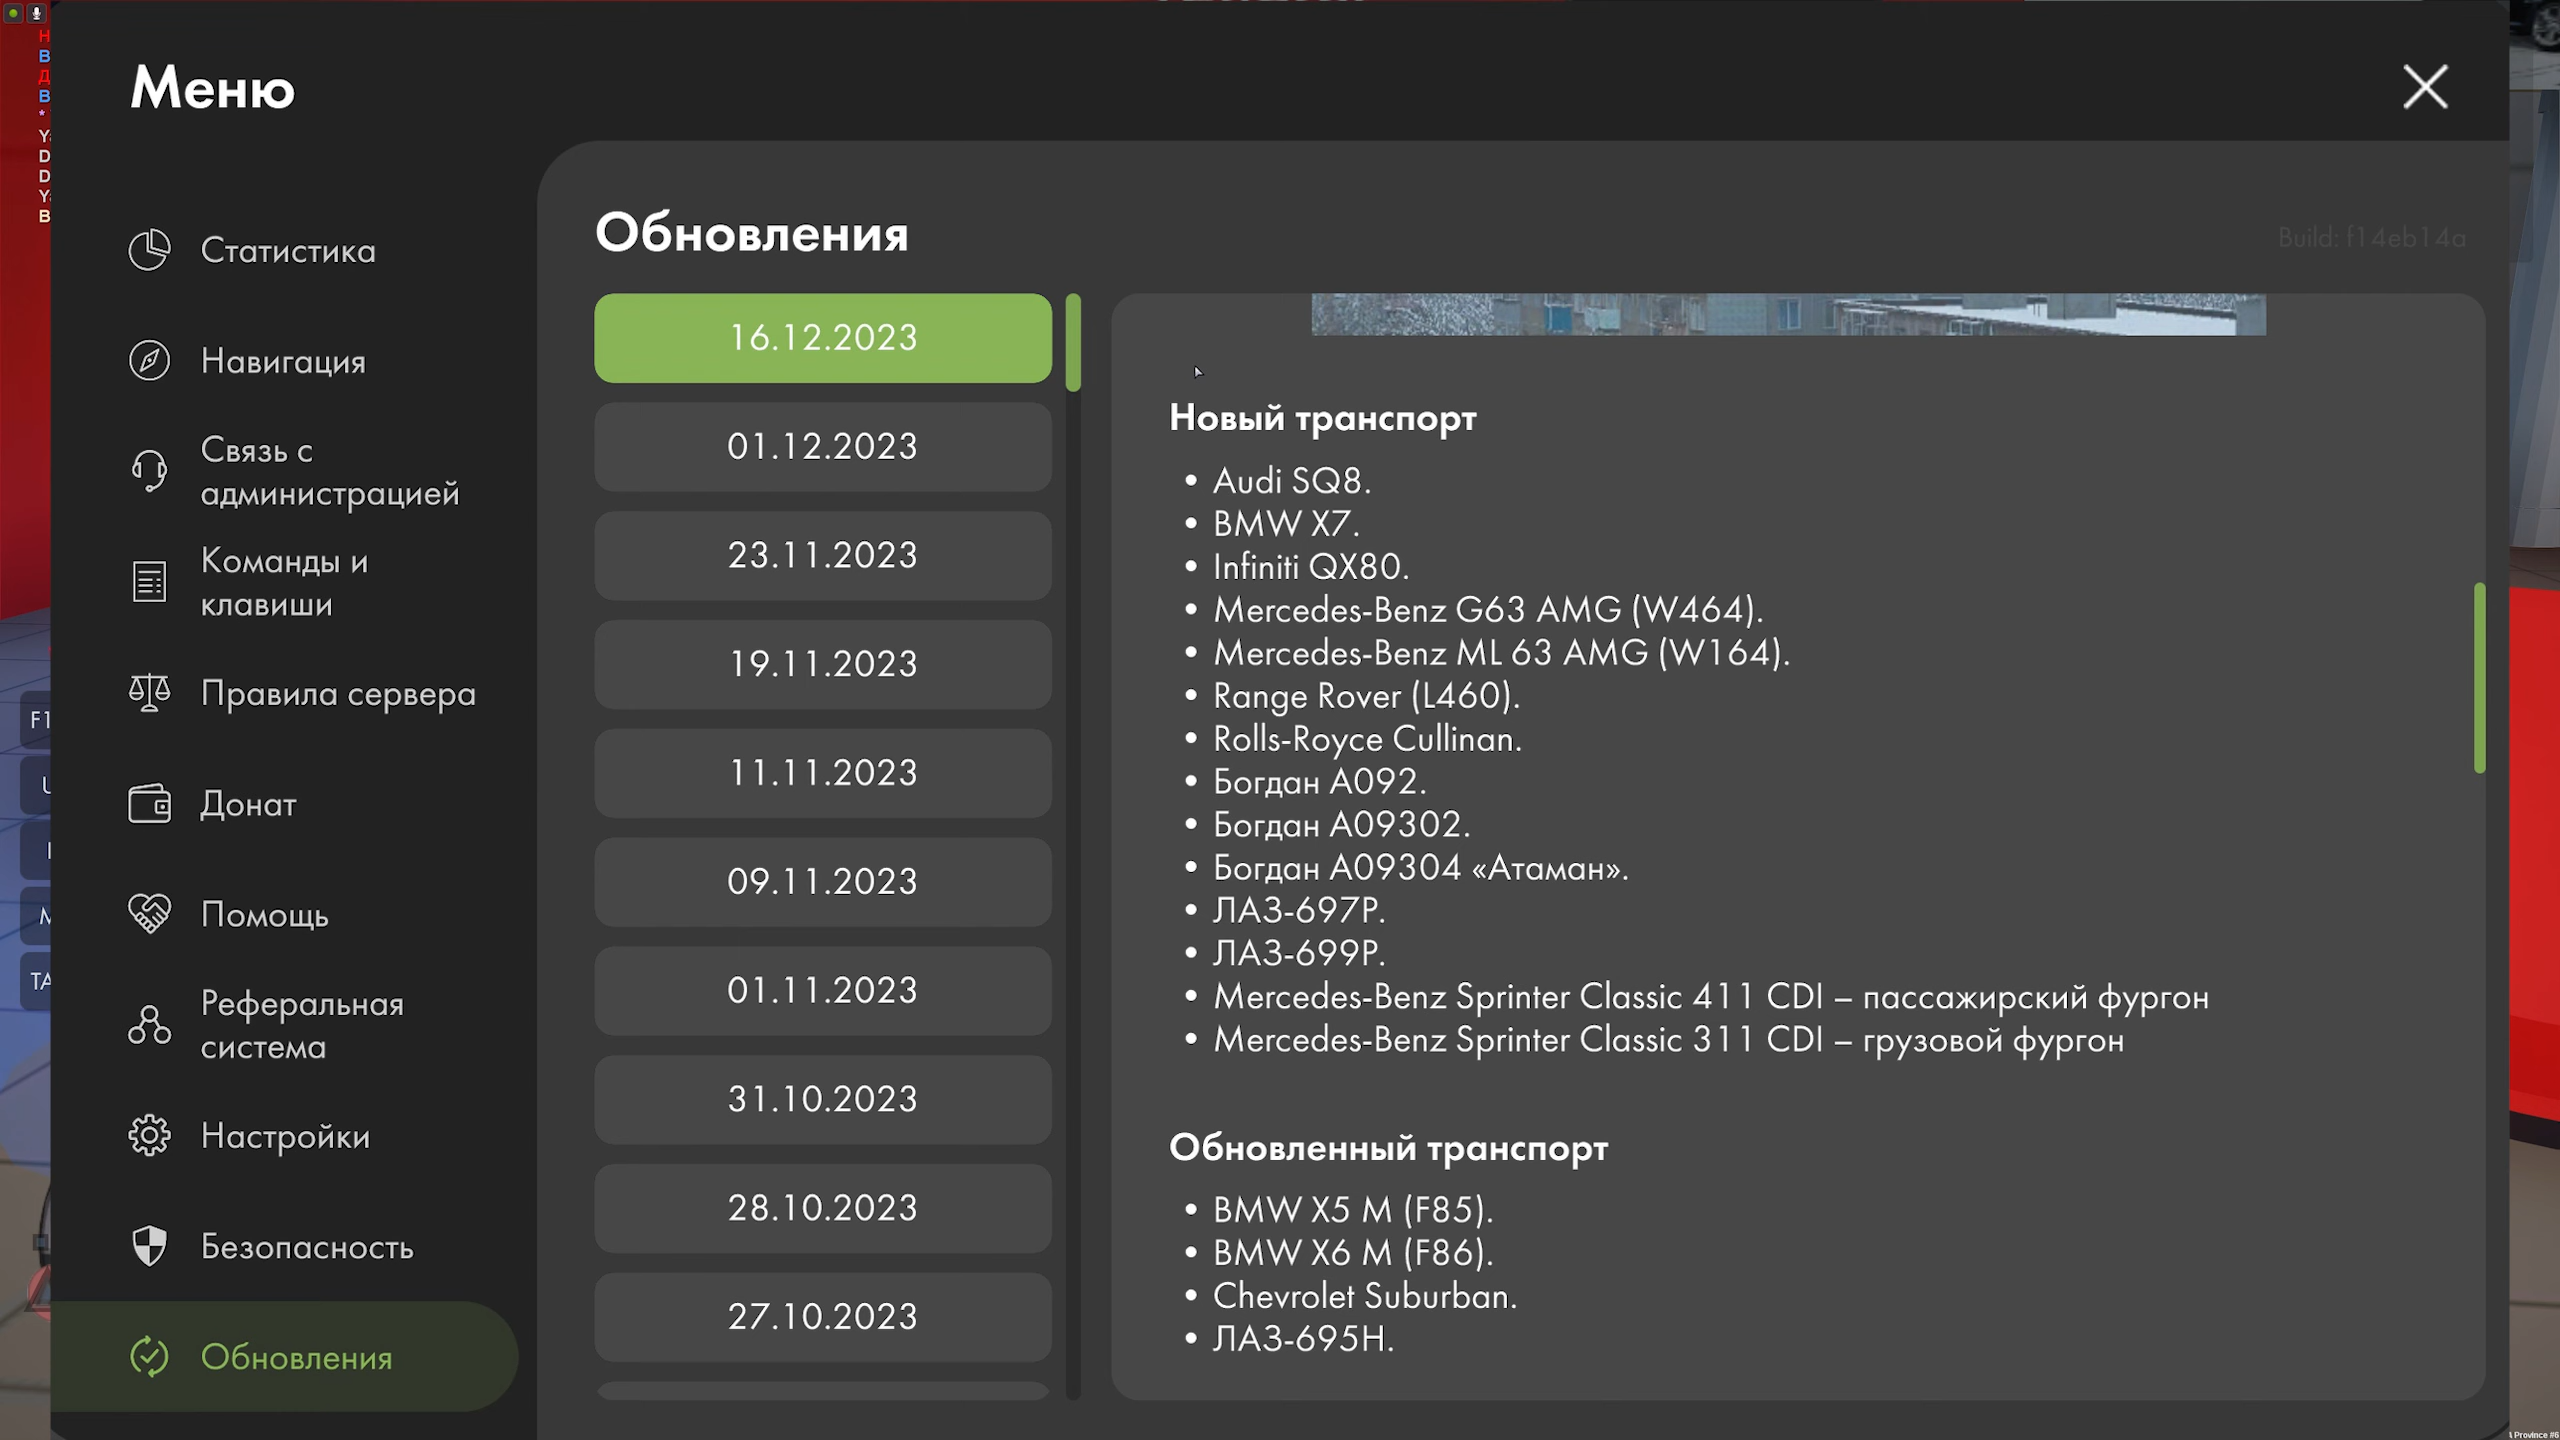 Меню
Статистика
Навигация
Связь с
администрацией
Команды и
клавиши
Правила сервера
Донат
Помощь
Реферальная
система
Настройки
Безопасность
Обновления
Обновления
Build: f14eb14a
16.12.2023
01.12.2023
23.11.2023
19.11.2023
11.11.2023
09.11.2023
01.11.2023
31.10.2023
28.10.2023
27.10.2023
Новый транспорт
• Audi SQ8.
• BMW X7.
• Infiniti QX80.
• Mercedes-Benz G63 AMG (W464).
• Mercedes-Benz ML 63 AMG (W164).
• Range Rover (L460).
• Rolls-Royce Cullinan.
• Богдан А092.
• Богдан А09302.
• Богдан А09304 «Атаман».
• ЛАЗ-697Р.
• ЛАЗ-699Р.
• Mercedes-Benz Sprinter Classic 411 CDI – пассажирский фургон
• Mercedes-Benz Sprinter Classic 311 CDI – грузовой фургон
Обновленный транспорт
• BMW X5 M (F85).
• BMW X6 M (F86).
• Chevrolet Suburban.
• ЛАЗ-695Н.
Province #6